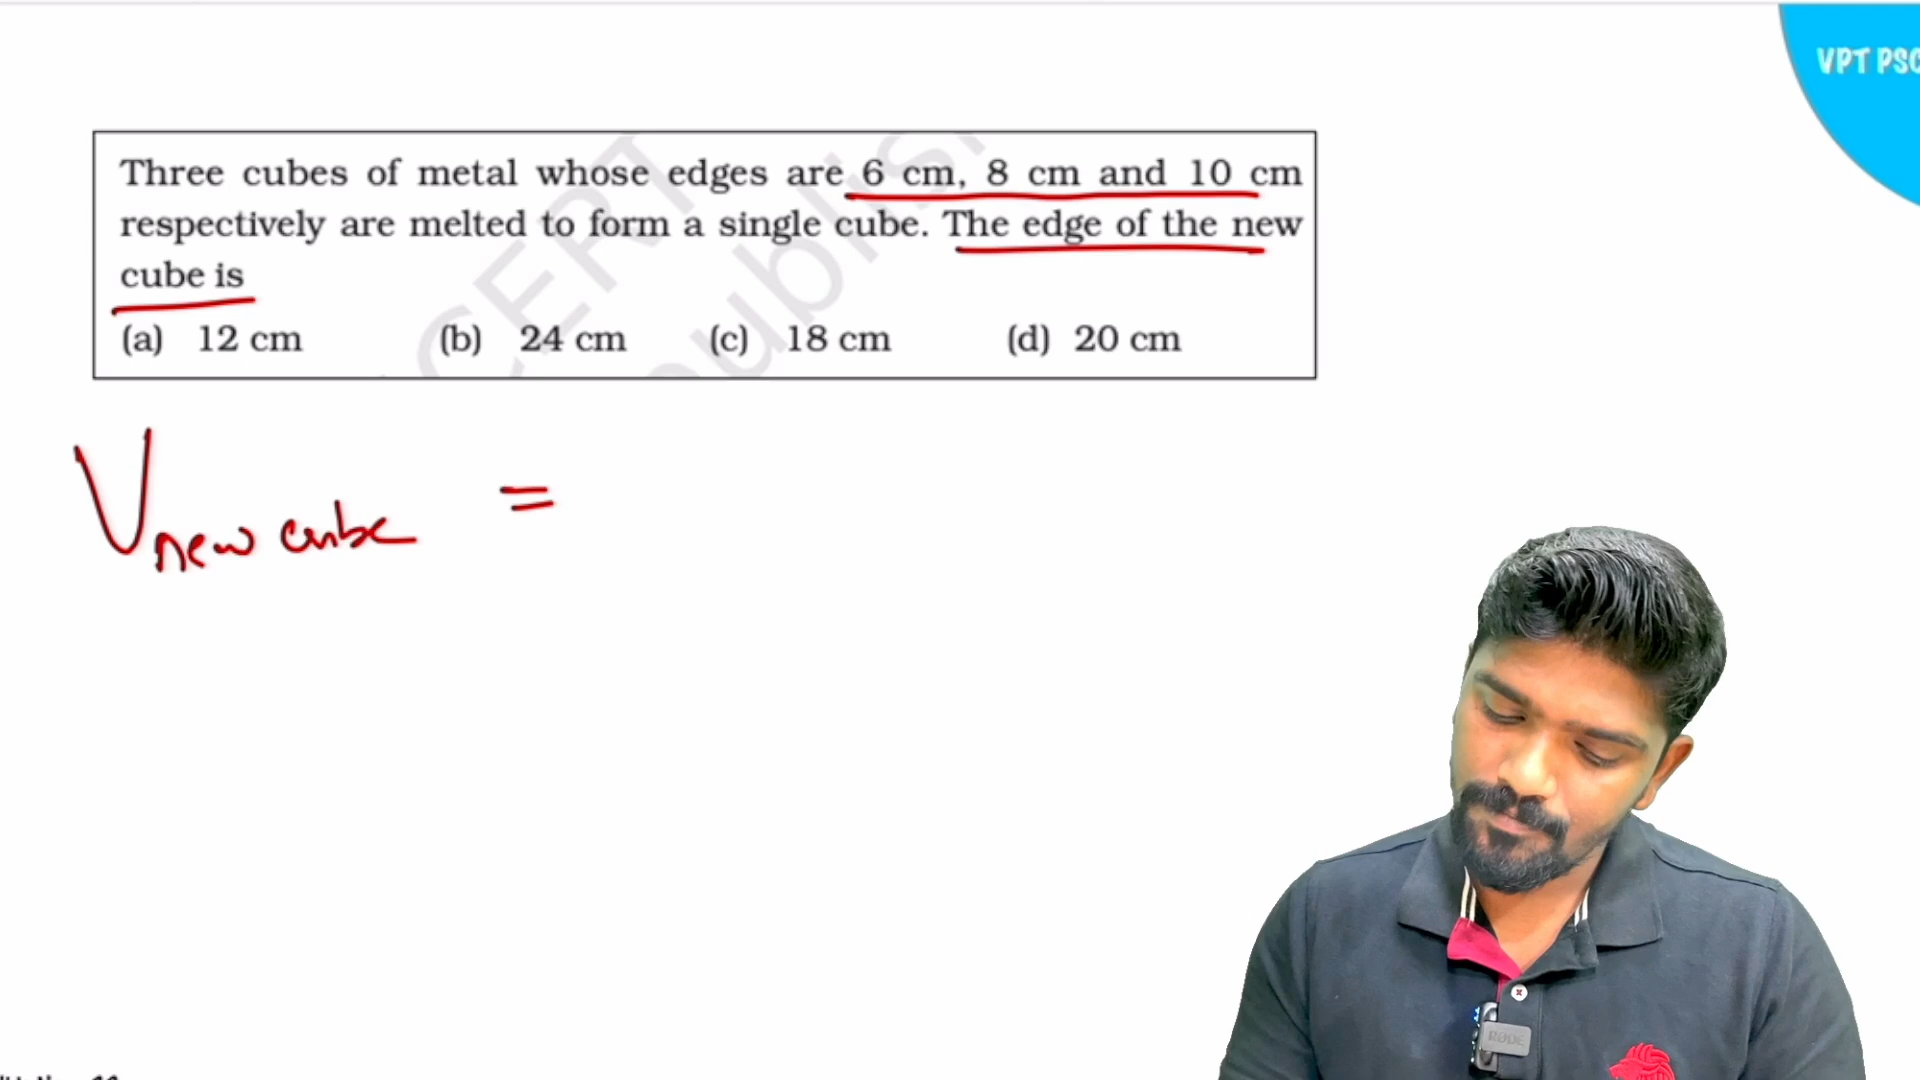 VPT PSC
Three cubes of metal whose edges are 6 cm, 8 cm and 10 cm
respectively are melted to form a single cube. The edge of the new
cube is
(a) 12 cm (b) 24 cm (c) 18 cm (d) 20 cm
V new cube =
RODE